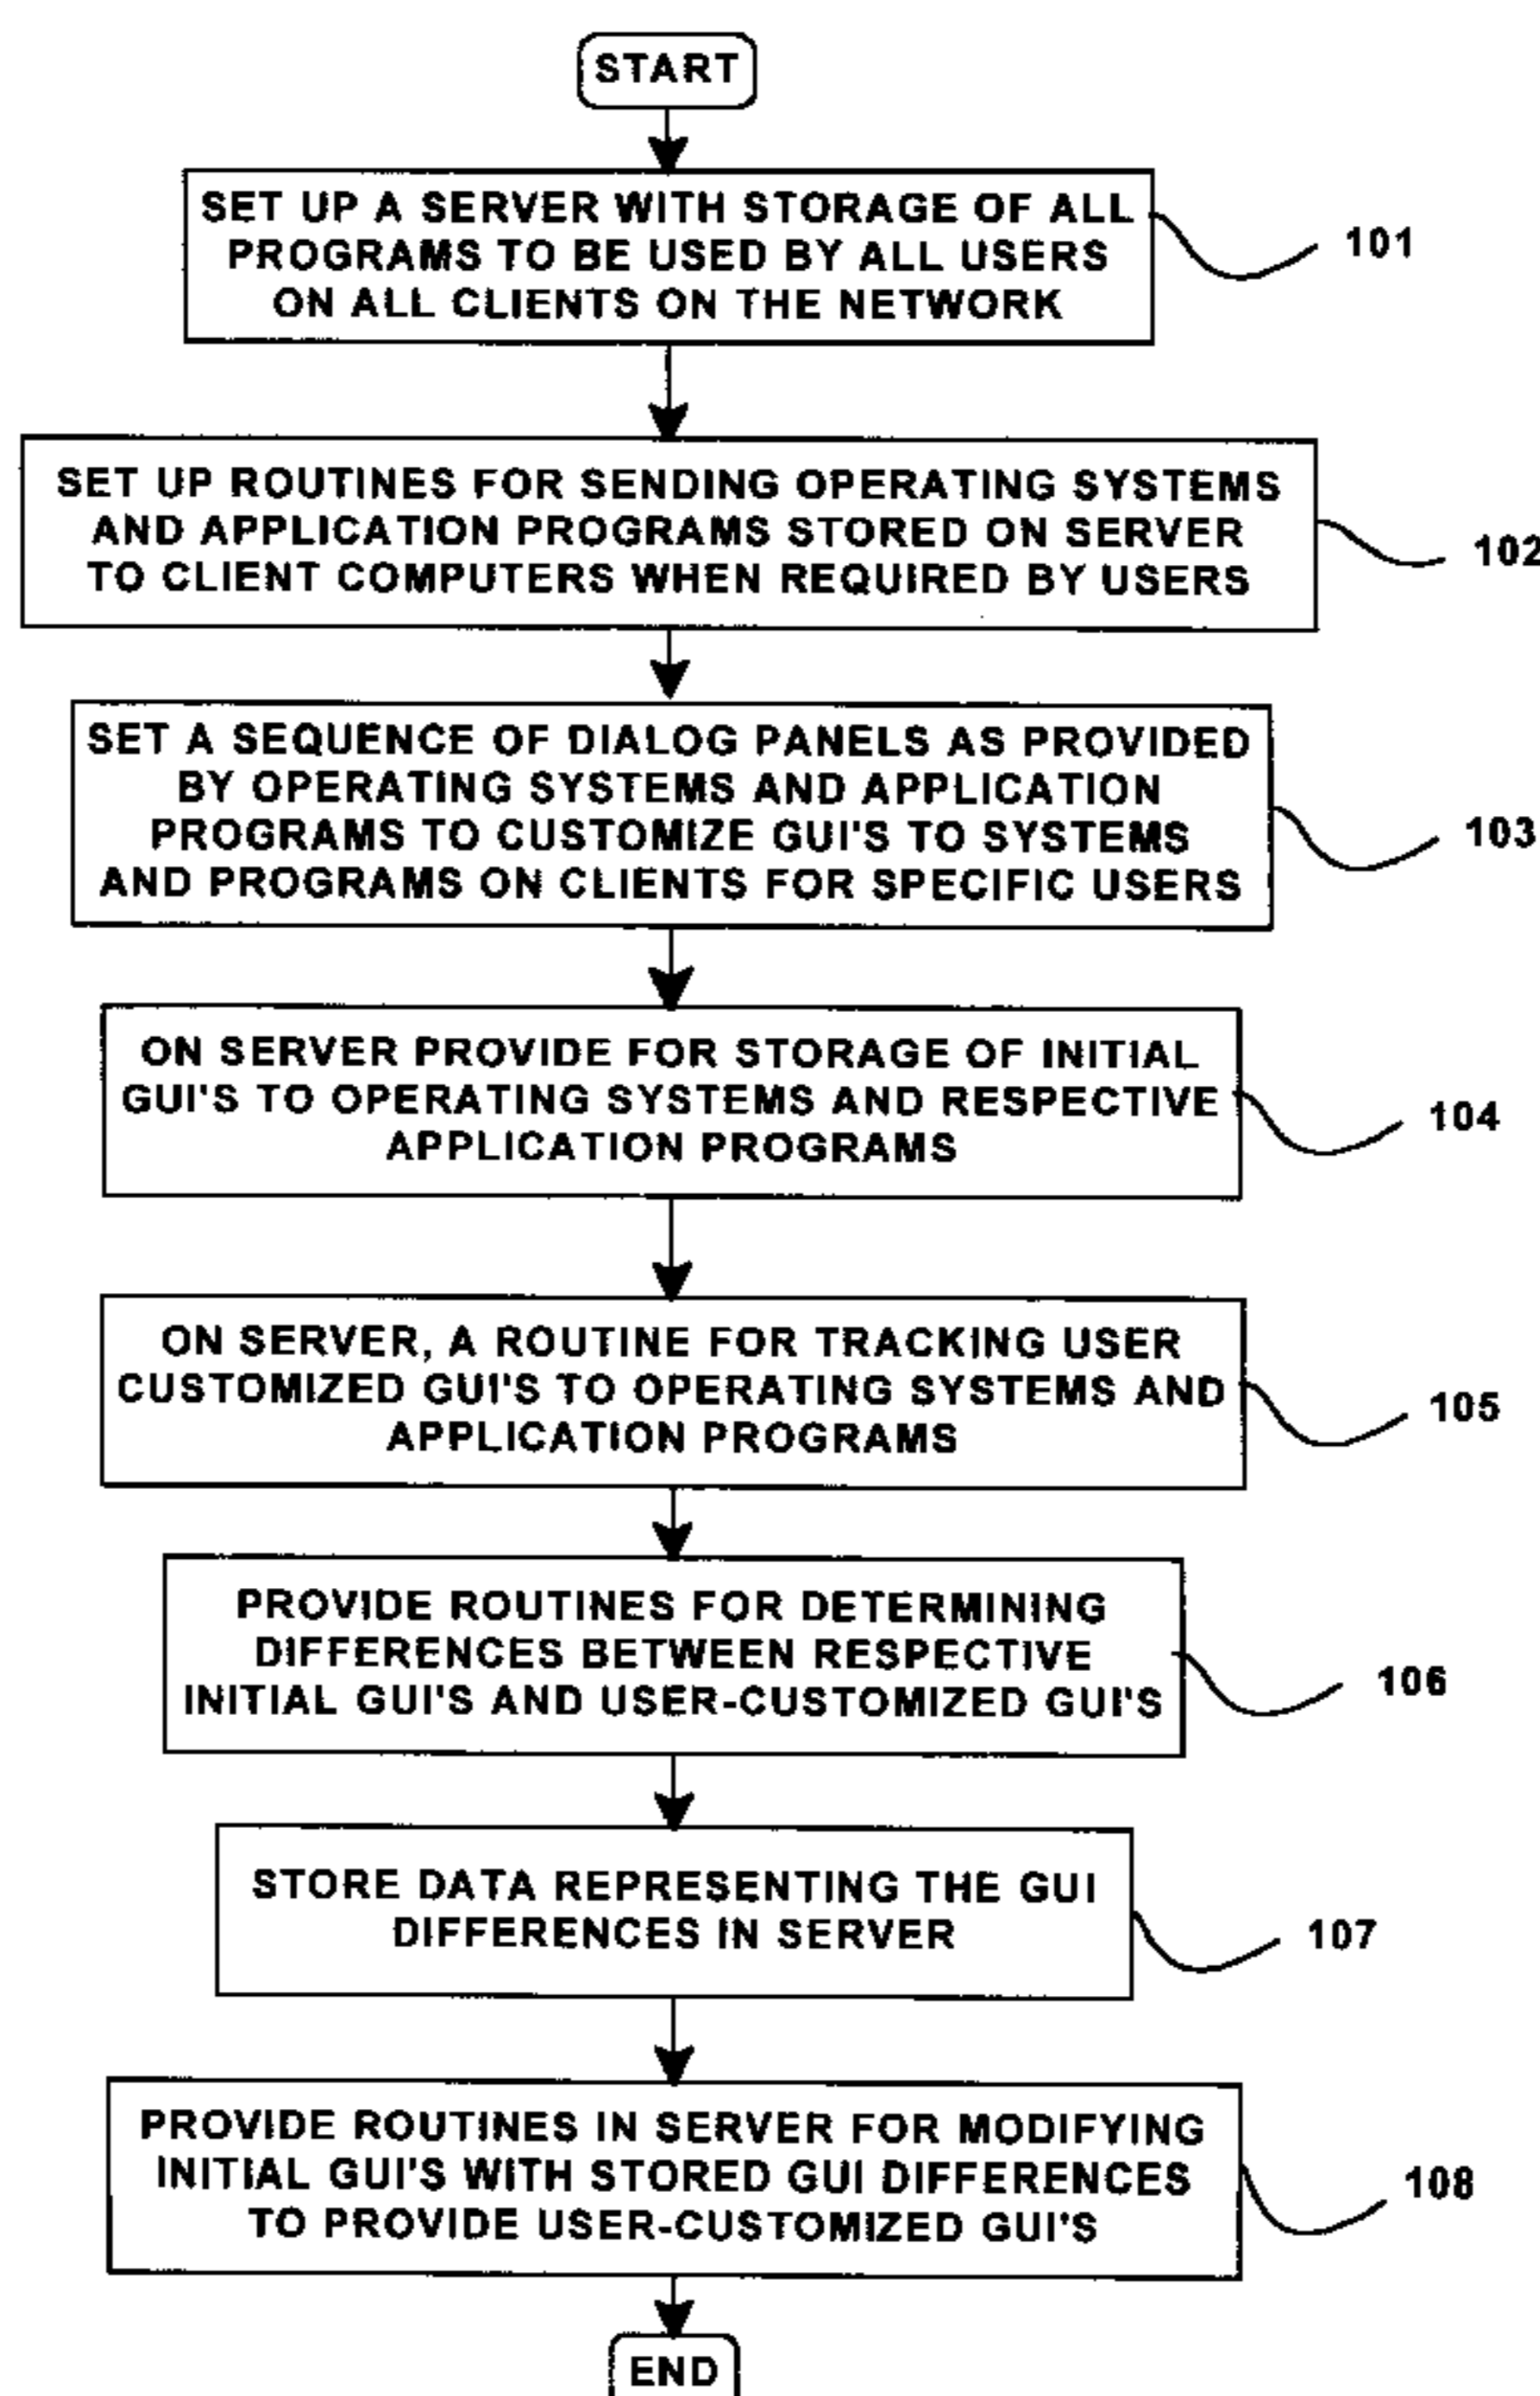 START
SET UP A SERVER WITH STORAGE OF ALL
PROGRAMS TO BE USED BY ALL USERS
ON ALL CLIENTS ON THE NETWORK
101
SET UP ROUTINES FOR SENDING OPERATING SYSTEMS
AND APPLICATION PROGRAMS STORED ON SERVER
TO CLIENT COMPUTERS WHEN REQUIRED BY USERS
102
SET A SEQUENCE OF DIALOG PANELS AS PROVIDED
BY OPERATING SYSTEMS AND APPLICATION
PROGRAMS TO CUSTOMIZE GUI'S TO SYSTEMS
AND PROGRAMS ON CLIENTS FOR SPECIFIC USERS
103
ON SERVER PROVIDE FOR STORAGE OF INITIAL
GUI'S TO OPERATING SYSTEMS AND RESPECTIVE
APPLICATION PROGRAMS
104
ON SERVER, A ROUTINE FOR TRACKING USER
CUSTOMIZED GUI'S TO OPERATING SYSTEMS AND
APPLICATION PROGRAMS
105
PROVIDE ROUTINES FOR DETERMINING
DIFFERENCES BETWEEN RESPECTIVE
INITIAL GUI'S AND USER-CUSTOMIZED GUI'S
106
STORE DATA REPRESENTING THE GUI
DIFFERENCES IN SERVER
107
PROVIDE ROUTINES IN SERVER FOR MODIFYING
INITIAL GUI'S WITH STORED GUI DIFFERENCES
TO PROVIDE USER-CUSTOMIZED GUI'S
108
END